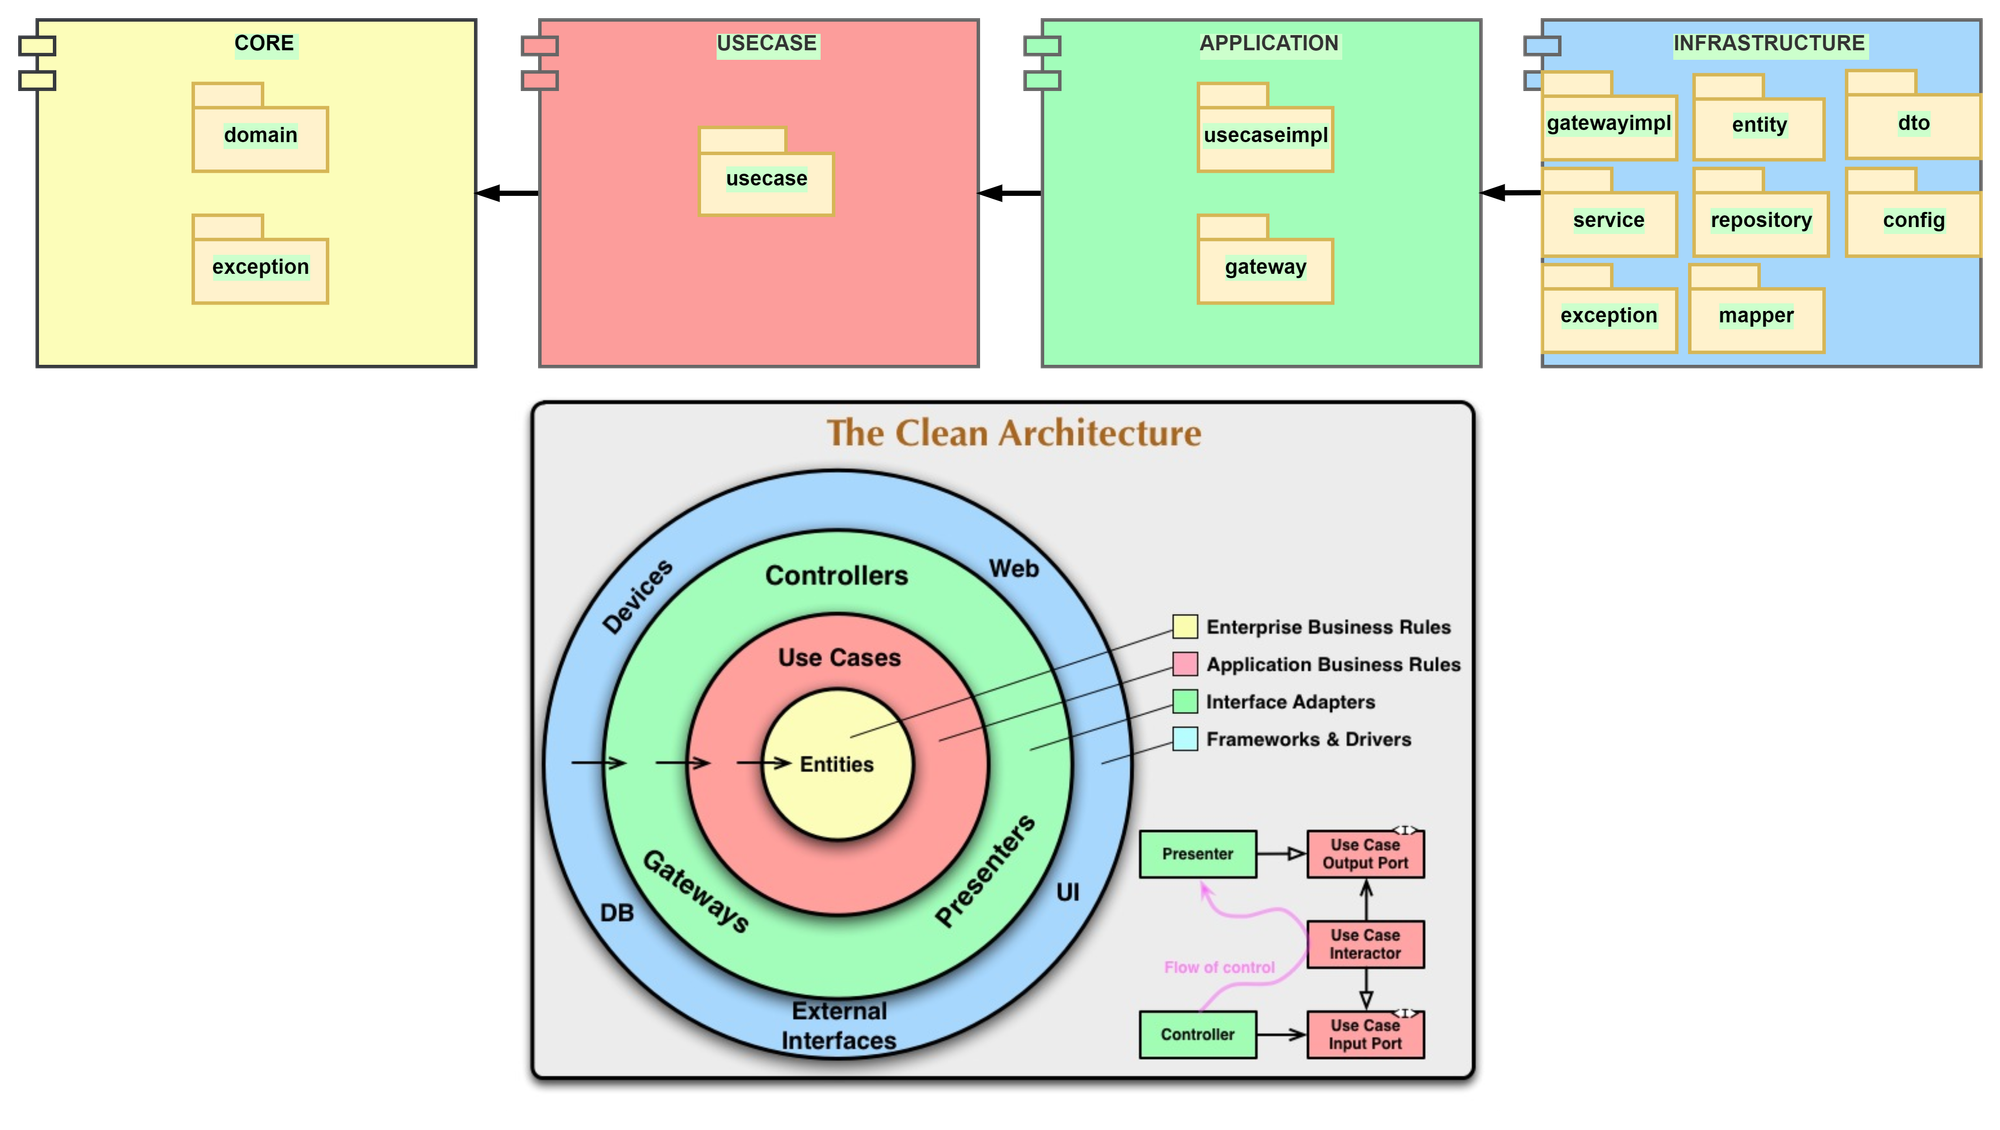 CORE
domain
exception
USECASE
usecase
APPLICATION
usecaseimpl
gateway
INFRASTRUCTURE
gatewayimpl
entity
dto
service
repository
config
exception
mapper
The Clean Architecture
Devices
Controllers
Web
Use Cases
Entities
Gateways
Presenters
DB
UI
External
Interfaces
Enterprise Business Rules
Application Business Rules
Interface Adapters
Frameworks & Drivers
Presenter
<I>
Use Case
Output Port
Use Case
Interactor
Flow of control
Controller
<I>
Use Case
Input Port